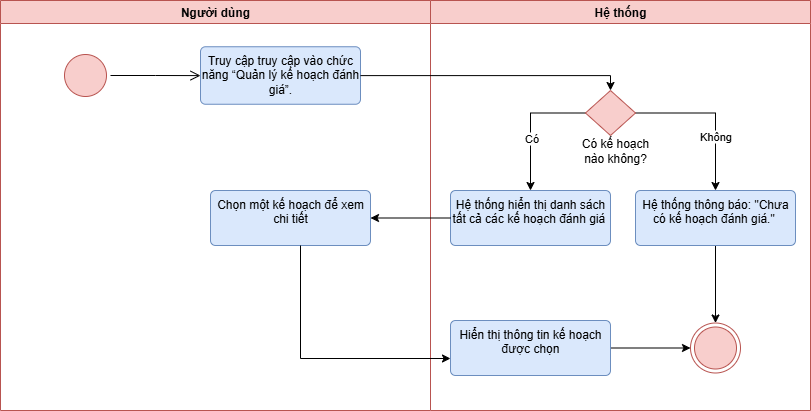 Người dùng
Hệ thống
Truy cập truy cập vào chức
năng “Quản lý kế hoạch đánh
giá”.
Có
Không
Có kế hoạch
nào không?
Chọn một kế hoạch để xem
chi tiết
Hệ thống hiển thị danh sách
tất cả các kế hoạch đánh giá
Hệ thống thông báo: "Chưa
có kế hoạch đánh giá."
Hiển thị thông tin kế hoạch
được chọn